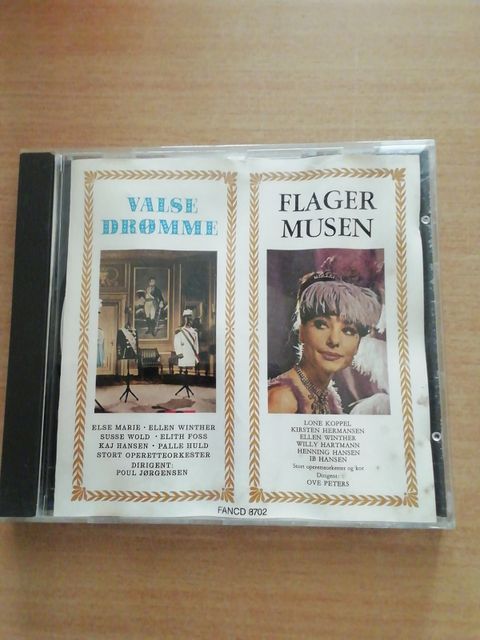 VALSE
DRØMME
ELSE MARIE · ELLEN WINTHER
SUSSE WOLD · ELITH FOSS
KAJ HANSEN · PALLE HULD
STORT OPERETTEORKESTER
DIRIGENT:
POUL JØRGENSEN
FLAGER
MUSEN
LONE KOPPEL
KIRSTEN HERMANSEN
ELLEN WINTHER
WILLY HARTMANN
HENNING HANSEN
IB HANSEN
Stort operetteorkester og kor
Dirigent:
OVE PETERS
FANCD 8702